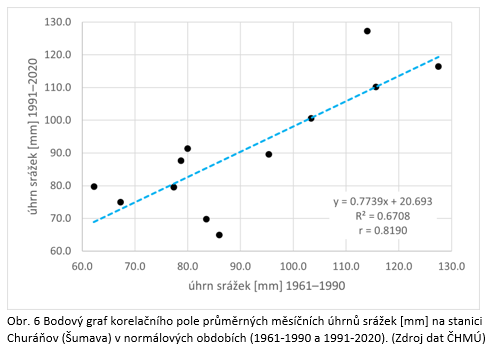 130.0
120.0
110.0
100.0
90.0
80.0
70.0
60.0
úhrn srážek [mm] 1991–2020
y = 0.7739x + 20.693
R² = 0.6708
r = 0.8190
60.0 70.0 80.0 90.0 100.0 110.0 120.0 130.0
úhrn srážek [mm] 1961–1990
Obr. 6 Bodový graf korelačního pole průměrných měsíčních úhrnů srážek [mm] na stanici
Churáňov (Šumava) v normálových obdobích (1961-1990 a 1991-2020). (Zdroj dat ČHMÚ)